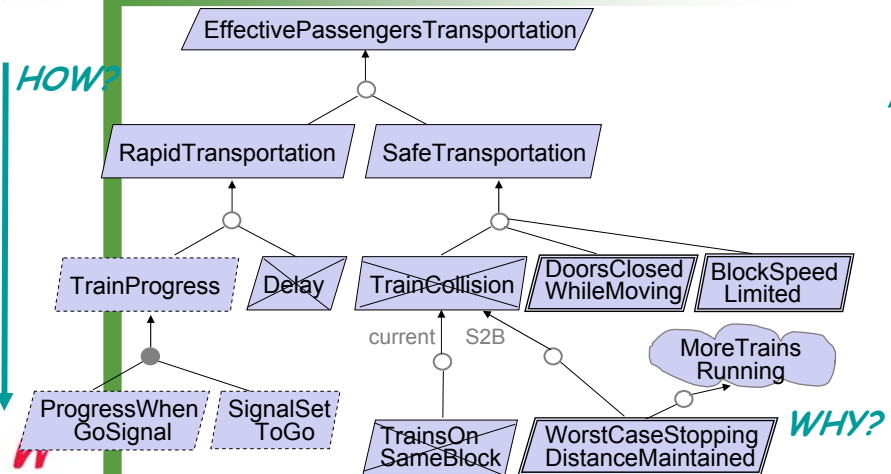 EffectivePassengersTransportation
HOW?
RapidTransportation
SafeTransportation
TrainProgress
Delay
TrainCollision
DoorsClosed
WhileMoving
BlockSpeed
Limited
current
S2B
MoreTrains
Running
ProgressWhen
GoSignal
SignalSet
ToGo
TrainsOn
SameBlock
WorstCaseStopping
DistanceMaintained
WHY?